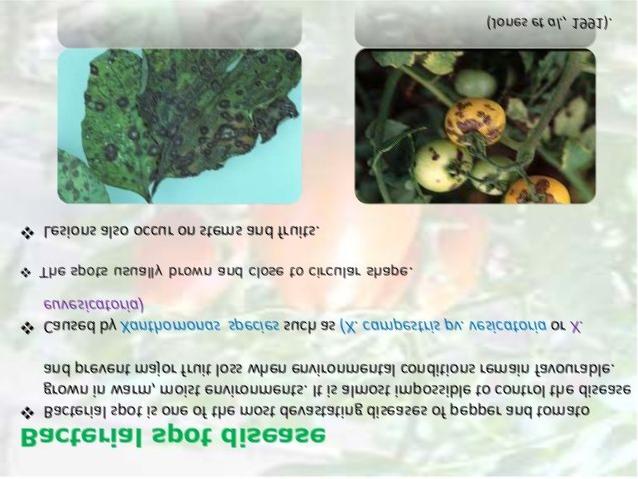 Bacterial spot disease
❖ Bacterial spot is one of the most devastating diseases of pepper and tomato
grown in warm, moist environments. It is almost impossible to control the disease
and prevent major fruit loss when environmental conditions remain favourable.
❖ Caused by Xanthomonas species such as (X. campestris pv. vesicatoria or X.
euvesicatoria)
❖ The spots usually brown and close to circular shape.
❖ Lesions also occur on stems and fruits.
(Jones et al., 1991).